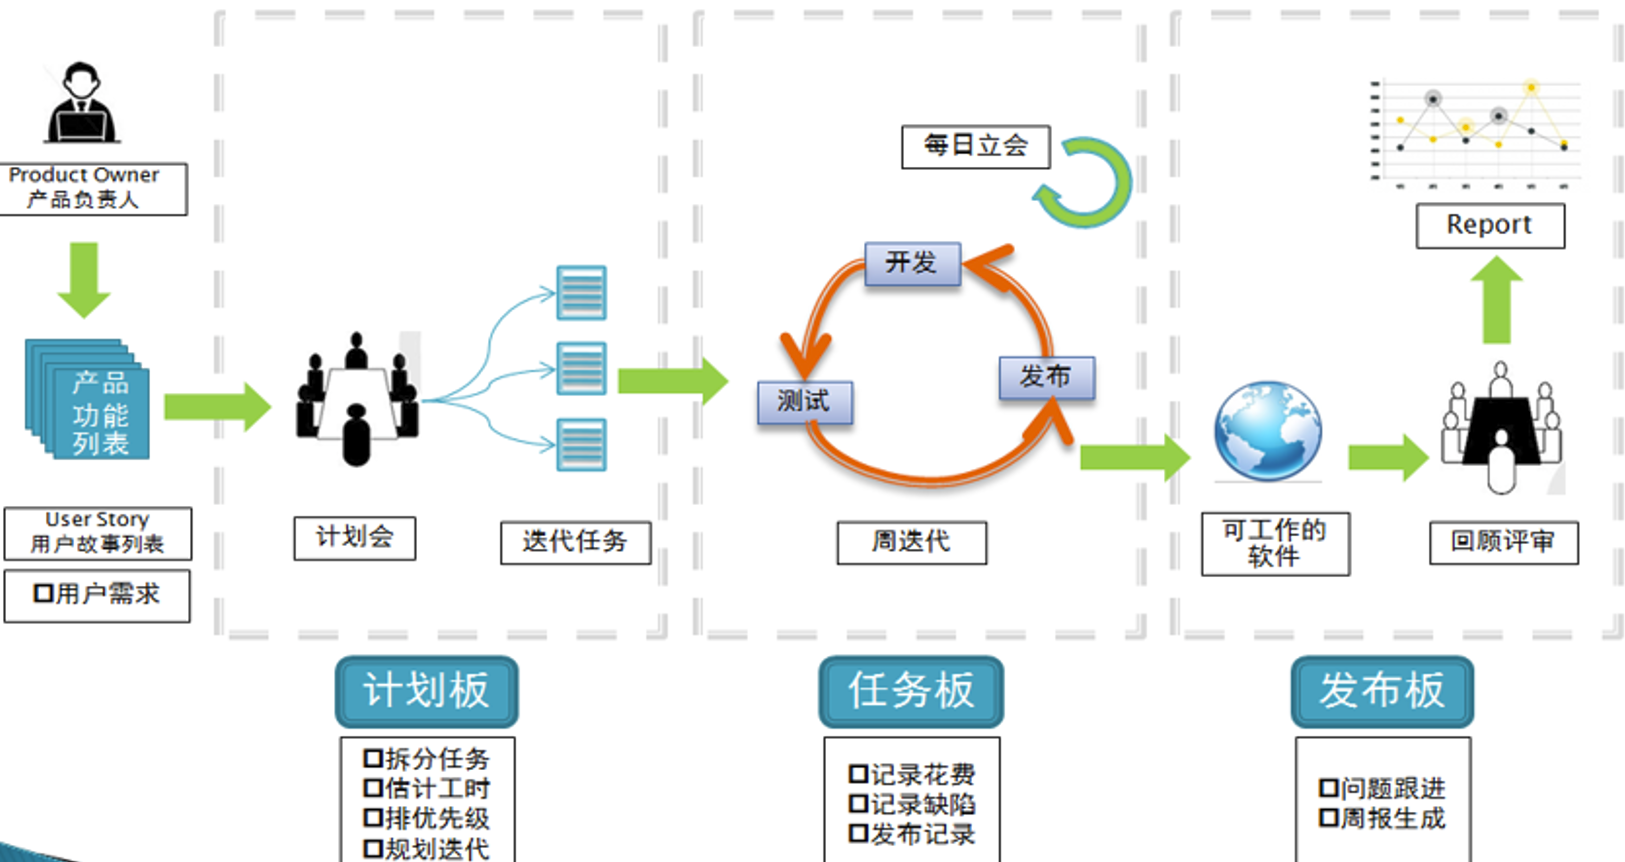 Product Owner
产品负责人
产品
功能
列表
User Story
用户故事列表
用户需求
计划会
迭代任务
每日立会
开发
测试
发布
周迭代
可工作的
软件
回顾评审
Report
计划板
拆分任务
估计工时
排优先级
规划迭代
任务板
记录花费
记录缺陷
发布记录
发布板
问题跟进
周报生成